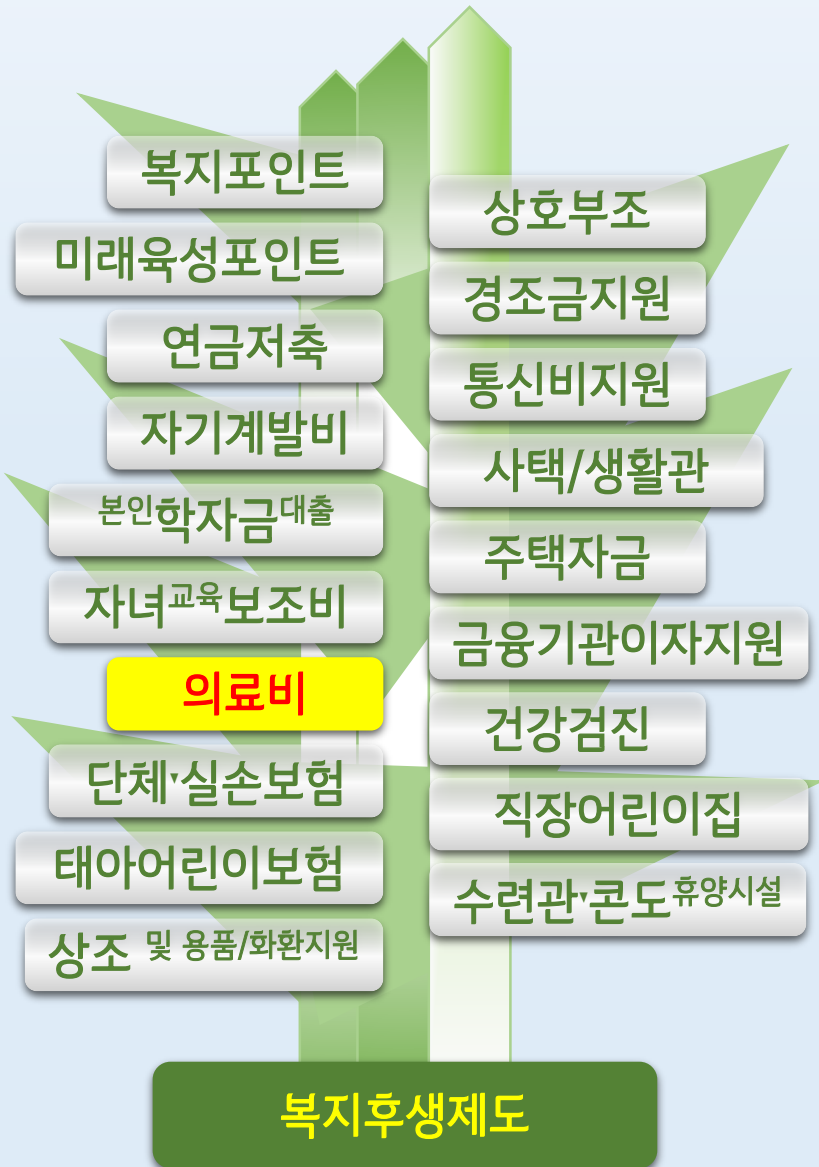 복지포인트
미래육성포인트
연금저축
자기계발비
본인학자금대출
자녀교육보조비
의료비
단체▾실손보험
태아어린이보험
상조 및 용품/화환지원
상호부조
경조금지원
통신비지원
사택/생활관
주택자금
금융기관이자지원
건강검진
직장어린이집
수련관▾콘도휴양시설
복지후생제도